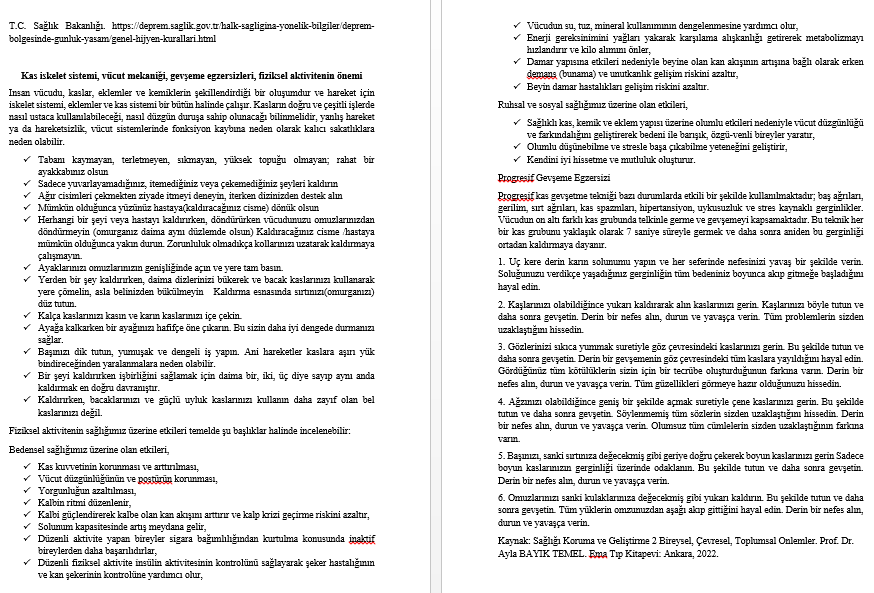 T.C. Sağlık Bakanlığı. https://deprem.saglik.gov.tr/halk-sagligina-yonelik-bilgiler/deprem-
bolgesinde-gunluk-yasam/genel-hijyen-kurallari.html
Kas iskelet sistemi, vücut mekaniği, gevşeme egzersizleri, fiziksel aktivitenin önemi
İnsan vücudu, kaslar, eklemler ve kemiklerin şekillendirdiği bir oluşumdur ve hareket için
iskelet sistemi, eklemler ve kas sistemi bir bütün halinde çalışır. Kasların doğru ve çeşitli işlerde
nasıl ustaca kullanılabileceği, nasıl düzgün duruşa sahip olunacağı bilinmelidir, yanlış hareket
ya da hareketsizlik, vücut sistemlerinde fonksiyon kaybına neden olarak kalıcı sakatlıklara
neden olabilir.
✓ Tabanı kaymayan, terletmeyen, sıkmayan, yüksek topuğu olmayan; rahat bir
ayakkabınız olsun
✓ Sadece yuvarlayamadığınız, itemediğiniz veya çekemediğiniz şeyleri kaldırın
✓ Ağır cisimleri çekmekten ziyade itmeyi deneyin, iterken dizinizden destek alın
✓ Mümkün olduğunca yüzünüz hastaya(kaldıracağınız cisme) dönük olsun
✓ Herhangi bir şeyi veya hastayı kaldırırken, döndürürken vücudunuzu omuzlarınızdan
döndürmeyin (omurganız daima aynı düzlemde olsun) Kaldıracağınız cisme /hastaya
mümkün olduğunca yakın durun. Zorunluluk olmadıkça kollarınızı uzatarak kaldırmaya
çalışmayın.
✓ Ayaklarınızı omuzlarınızın genişliğinde açın ve yere tam basın.
✓ Yerden bir şey kaldırırken, daima dizlerinizi bükerek ve bacak kaslarınızı kullanarak
yere çömelin, asla belinizden bükülmeyin Kaldırma esnasında sırtınızı(omurganızı)
düz tutun.
✓ Kalça kaslarınızı kasın ve karın kaslarınızı içe çekin.
✓ Ayağa kalkarken bir ayağınızı hafifçe öne çıkarın. Bu sizin daha iyi dengede durmanızı
sağlar.
✓ Başınızı dik tutun, yumuşak ve dengeli iş yapın. Ani hareketler kaslara aşırı yük
bindireceğinden yaralanmalara neden olabilir.
✓ Bir şeyi kaldırırken işbirliğini sağlamak için daima bir, iki, üç diye sayıp aynı anda
kaldırmak en doğru davranıştır.
✓ Kaldırırken, bacaklarınızı ve güçlü uyluk kaslarınızı kullanın daha zayıf olan bel
kaslarınızı değil.
Fiziksel aktivitenin sağlığımız üzerine etkileri temelde şu başlıklar halinde incelenebilir:
Bedensel sağlığımız üzerine olan etkileri,
✓ Kas kuvvetinin korunması ve arttırılması,
✓ Vücut düzgünlüğünün ve postürün korunması,
✓ Yorgunluğun azaltılması,
✓ Kalbin ritmi düzenlenir,
✓ Kalbi güçlendirerek kalbe olan kan akışını arttırır ve kalp krizi geçirme riskini azaltır,
✓ Solunum kapasitesinde artış meydana gelir,
✓ Düzenli aktivite yapan bireyler sigara bağımlılığından kurtulma konusunda inaktif
bireylerden daha başarılıdırlar,
✓ Düzenli fiziksel aktivite insülin aktivitesinin kontrolünü sağlayarak şeker hastalığının
ve kan şekerinin kontrolüne yardımcı olur,
✓ Vücudun su, tuz, mineral kullanımının dengelenmesine yardımcı olur,
✓ Enerji gereksinimini yağları yakarak karşılama alışkanlığı getirerek metabolizmayı
hızlandırır ve kilo alımını önler,
✓ Damar yapısına etkileri nedeniyle beyine olan kan akışının artışına bağlı olarak erken
demans (bunama) ve unutkanlık gelişim riskini azaltır,
✓ Beyin damar hastalıkları gelişim riskini azaltır.
Ruhsal ve sosyal sağlığımız üzerine olan etkileri,
✓ Sağlıklı kas, kemik ve eklem yapısı üzerine olumlu etkileri nedeniyle vücut düzgünlüğü
ve farkındalığını geliştirerek bedeni ile barışık, özgü-venli bireyler yaratır,
✓ Olumlu düşünebilme ve stresle başa çıkabilme yeteneğini geliştirir,
✓ Kendini iyi hissetme ve mutluluk oluşturur.
Progresif Gevşeme Egzersizi
Progresif kas gevşetme tekniği bazı durumlarda etkili bir şekilde kullanılmaktadır; baş ağrıları,
gerilim, sırt ağrıları, kas spazmları, hipertansiyon, uykusuzluk ve stres kaynaklı gerginlikler.
Vücudun on altı farklı kas grubunda telkinle germe ve gevşemeyi kapsamaktadır. Bu teknik her
bir kas grubunu yaklaşık olarak 7 saniye süreyle germek ve daha sonra aniden bu gerginliği
ortadan kaldırmaya dayanır.
1. Uç kere derin karın solunumu yapın ve her seferinde nefesinizi yavaş bir şekilde verin.
Soluğunuzu verdikçe yaşadığınız gerginliğin tüm bedeniniz boyunca akıp gitmeğe başladığını
hayal edin.
2. Kaşlarınızı olabildiğince yukarı kaldırarak alın kaslarınızı gerin. Kaşlarınızı böyle tutun ve
daha sonra gevşetin. Derin bir nefes alın, durun ve yavaşça verin. Tüm problemlerin sizden
uzaklaştığını hissedin.
3. Gözlerinizi sıkıca yummak suretiyle göz çevresindeki kaslarınızı gerin. Bu şekilde tutun ve
daha sonra gevşetin. Derin bir gevşemenin göz çevresindeki tüm kaslara yayıldığını hayal edin.
Gördüğünüz tüm kötülüklerin sizin için bir tecrübe oluşturduğunun farkına varın. Derin bir
nefes alın, durun ve yavaşça verin. Tüm güzellikleri görmeye hazır olduğunuzu hissedin.
4. Ağzınızı olabildiğince geniş bir şekilde açmak suretiyle çene kaslarınızı gerin. Bu şekilde
tutun ve daha sonra gevşetin. Söylenmemiş tüm sözlerin sizden uzaklaştığını hissedin. Derin
bir nefes alın, durun ve yavaşça verin. Olumsuz tüm cümlelerin sizden uzaklaştığının farkına
varın.
5. Başınızı, sanki sırtınıza değecekmiş gibi geriye doğru çekerek boyun kaslarınızı gerin Sadece
boyun kaslarınızın gerginliği üzerinde odaklanın. Bu şekilde tutun ve daha sonra gevşetin.
Derin bir nefes alın, durun ve yavaşça verin.
6. Omuzlarınızı sanki kulaklarınıza değecekmiş gibi yukarı kaldırın. Bu şekilde tutun ve daha
sonra gevşetin. Tüm yüklerin omzunuzdan aşağı akıp gittiğini hayal edin. Derin bir nefes alın,
durun ve yavaşça verin.
Kaynak: Sağlığı Koruma ve Geliştirme 2 Bireysel, Çevresel, Toplumsal Onlemler. Prof. Dr.
Ayla BAYIK TEMEL. Ema Tıp Kitapevi: Ankara, 2022.